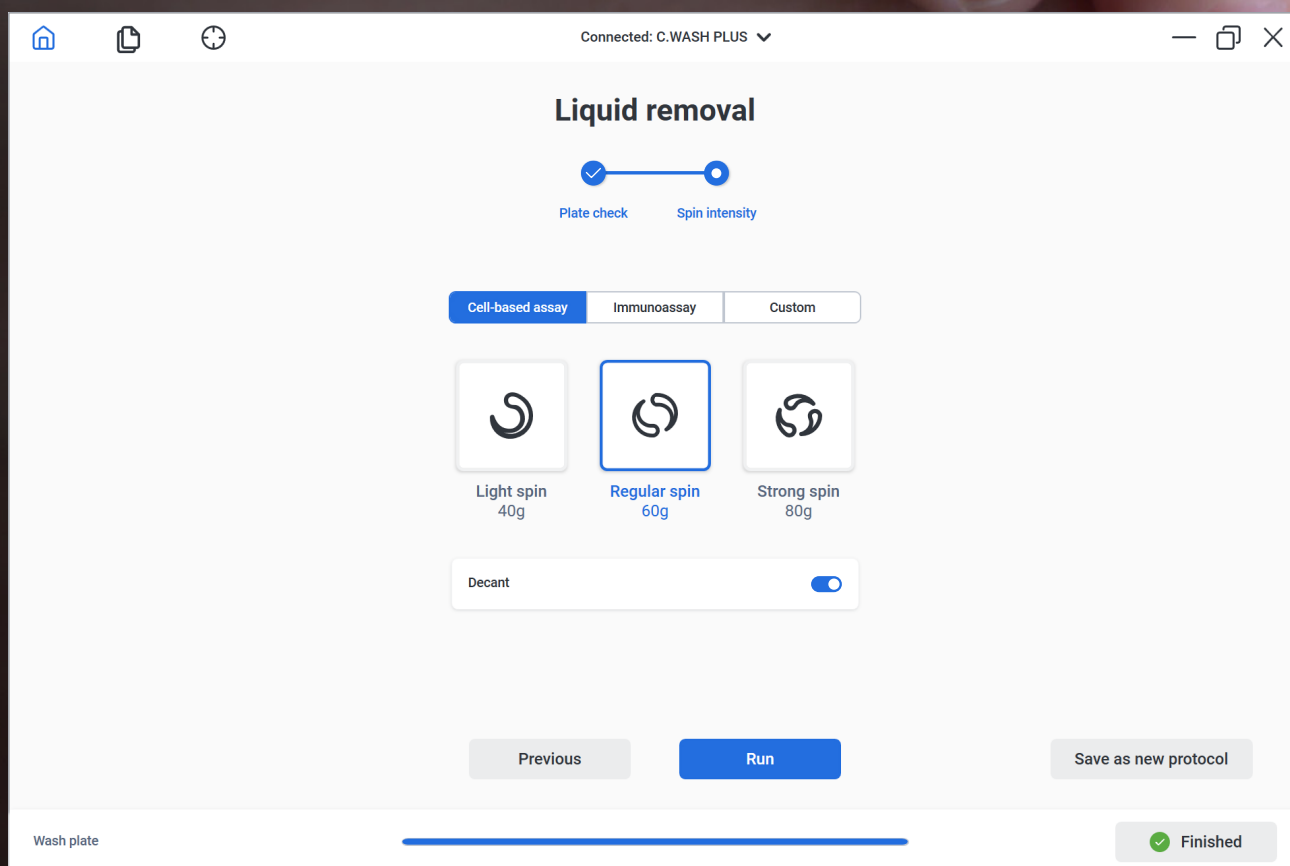 Connected: C.WASH PLUS
Liquid removal
Plate check
Spin intensity
Cell-based assay
Immunoassay
Custom
Light spin
40g
Regular spin
60g
Strong spin
80g
Decant
Previous
Run
Save as new protocol
Wash plate
Finished